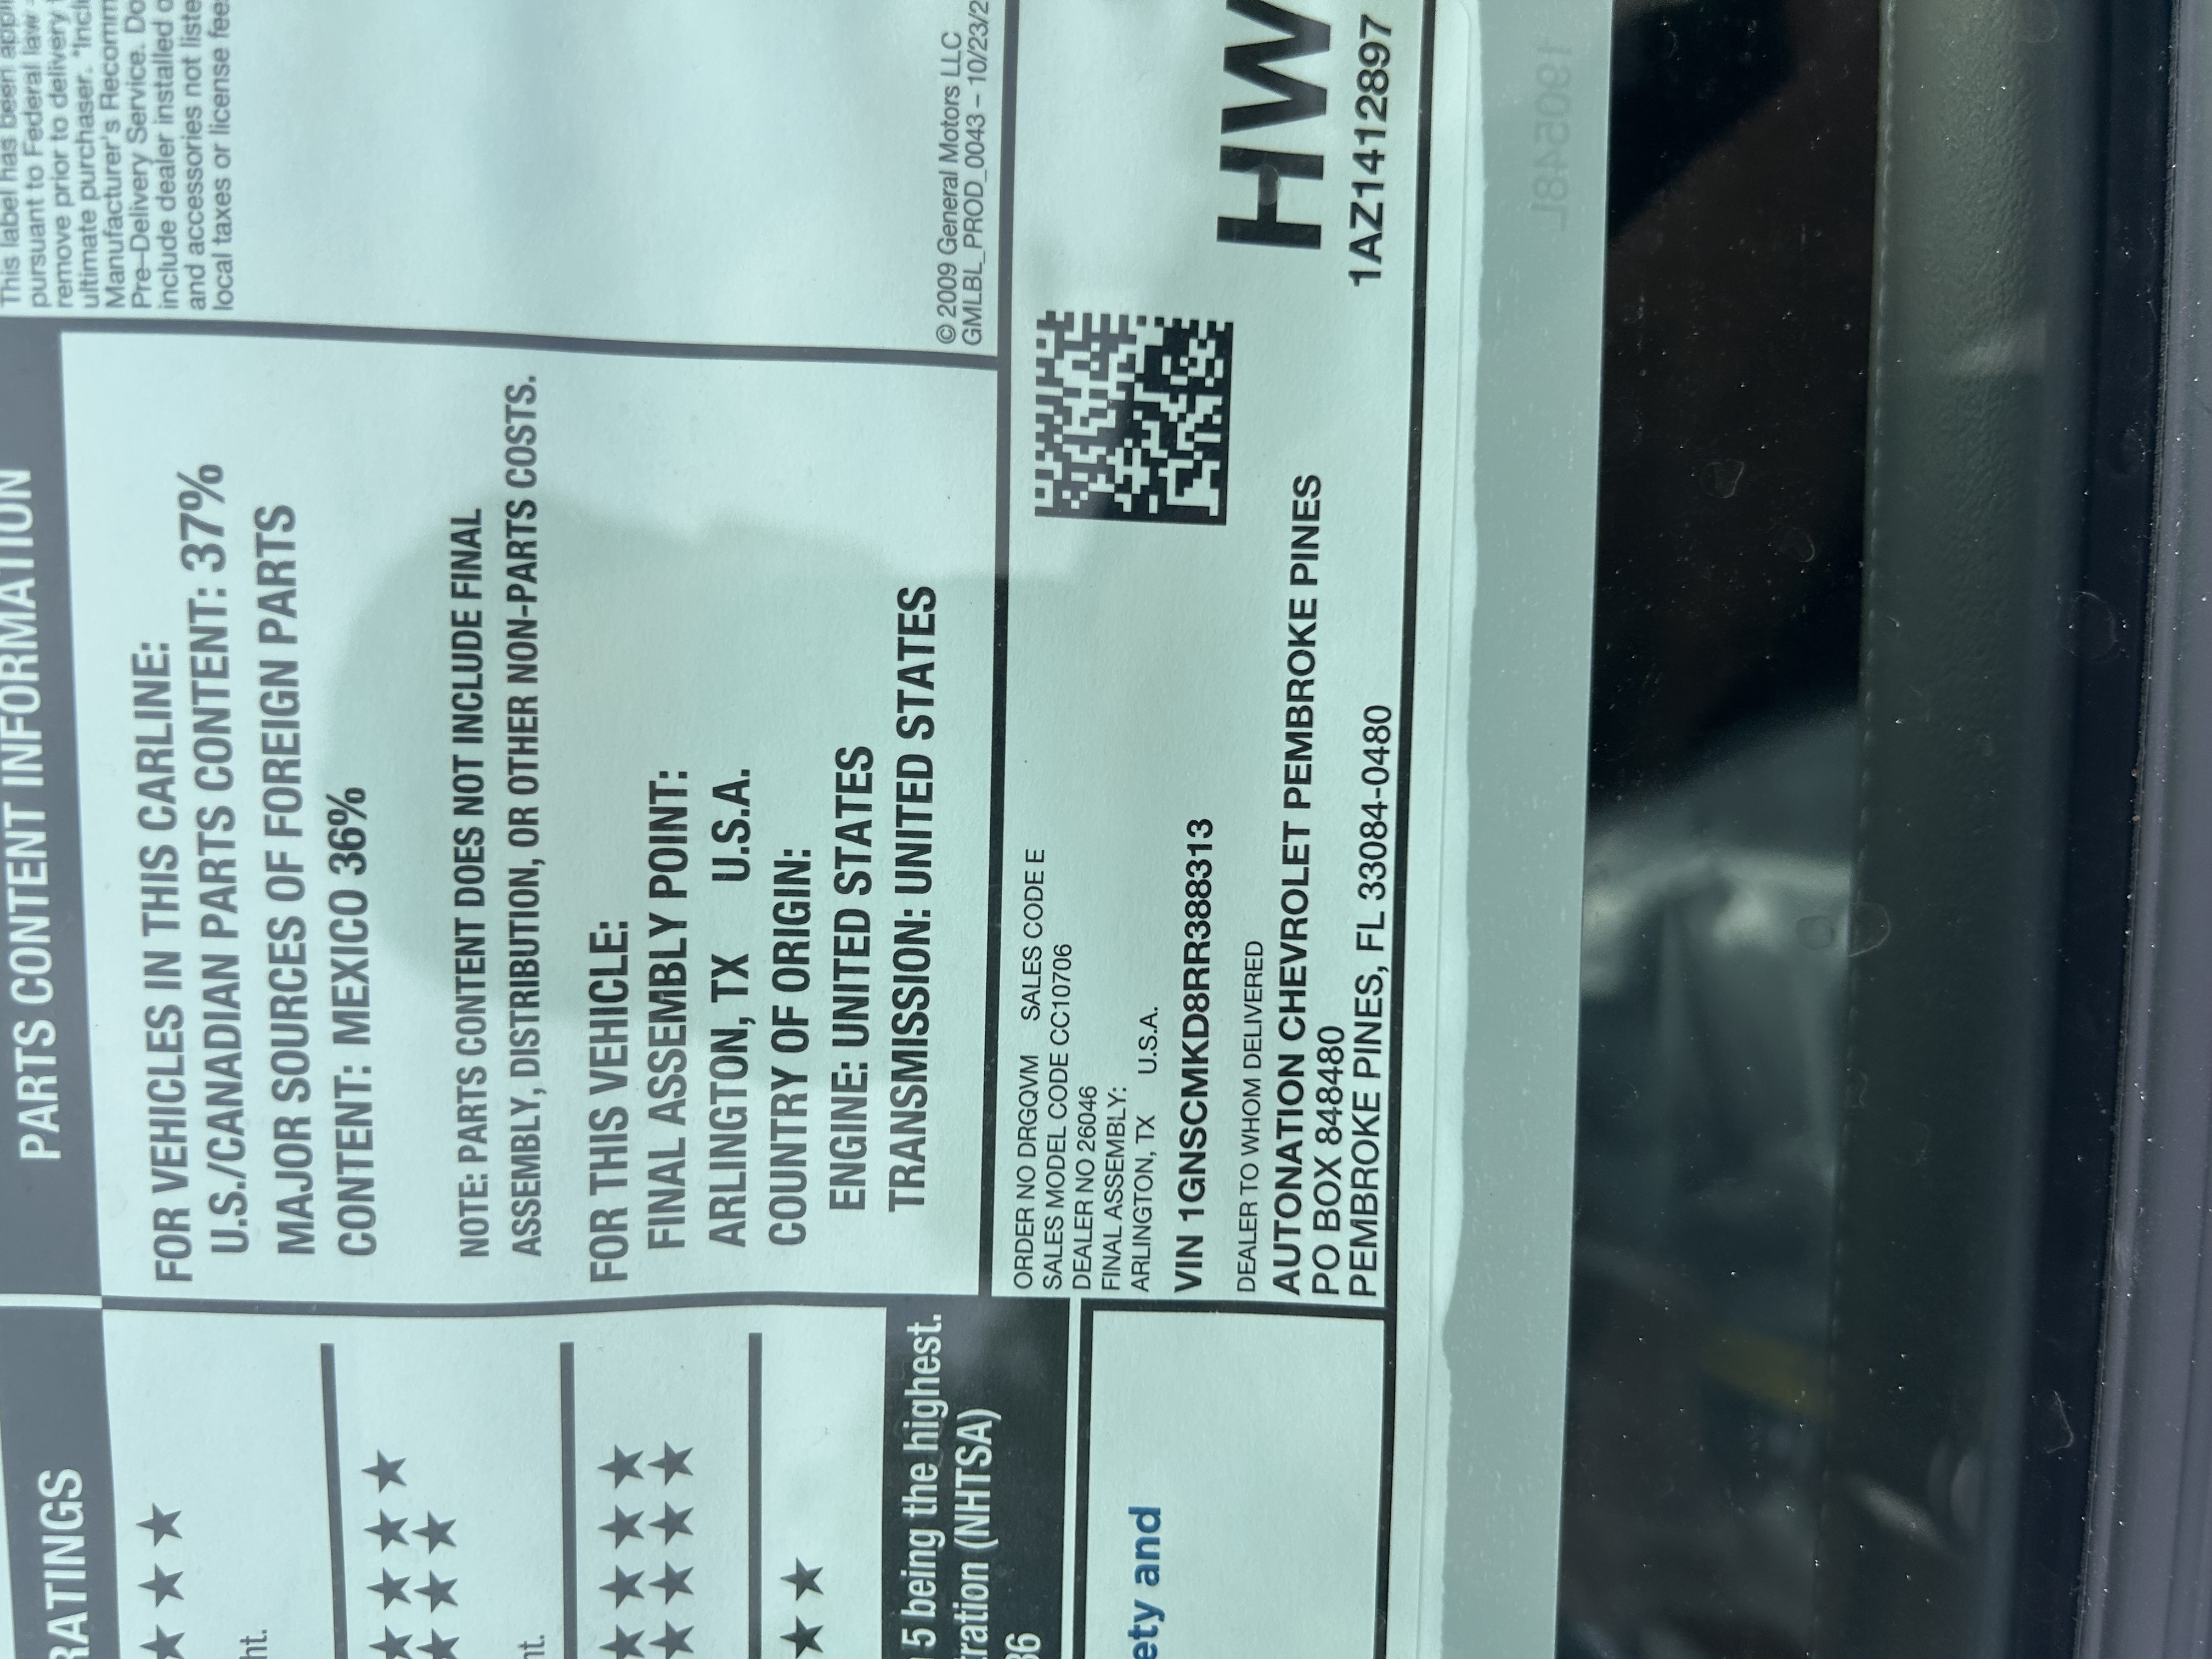 This label has been
pursuant to Federal law
remove prior to delivery
ultimate purchaser.
Manufacturer's
Pre–Delivery Service.
include dealer installed
and accessories not
local taxes or license
PARTS CONTENT INFORMATION
FOR VEHICLES IN THIS CARLINE:
U.S./CANADIAN PARTS CONTENT: 37%
MAJOR SOURCES OF FOREIGN PARTS
CONTENT: MEXICO 36%
NOTE: PARTS CONTENT DOES NOT INCLUDE FINAL
ASSEMBLY, DISTRIBUTION, OR OTHER NON-PARTS COSTS.
FOR THIS VEHICLE:
FINAL ASSEMBLY POINT:
ARLINGTON, TX U.S.A.
COUNTRY OF ORIGIN:
ENGINE: UNITED STATES
TRANSMISSION: UNITED STATES
© 2009 General Motors LLC
GMLBL_PROD_0043 – 10/23/2
RATINGS
5 being the highest.
(NHTSA)
and
ORDER NO DRGQVM SALES CODE E
SALES MODEL CODE CC10706
DEALER NO 26046
FINAL ASSEMBLY:
ARLINGTON, TX U.S.A.
VIN 1GNSCMKD8RR388313
DEALER TO WHOM DELIVERED
AUTONATION CHEVROLET PEMBROKE PINES
PO BOX 848480
PEMBROKE PINES, FL 33084-0480
HW
1AZ1412897